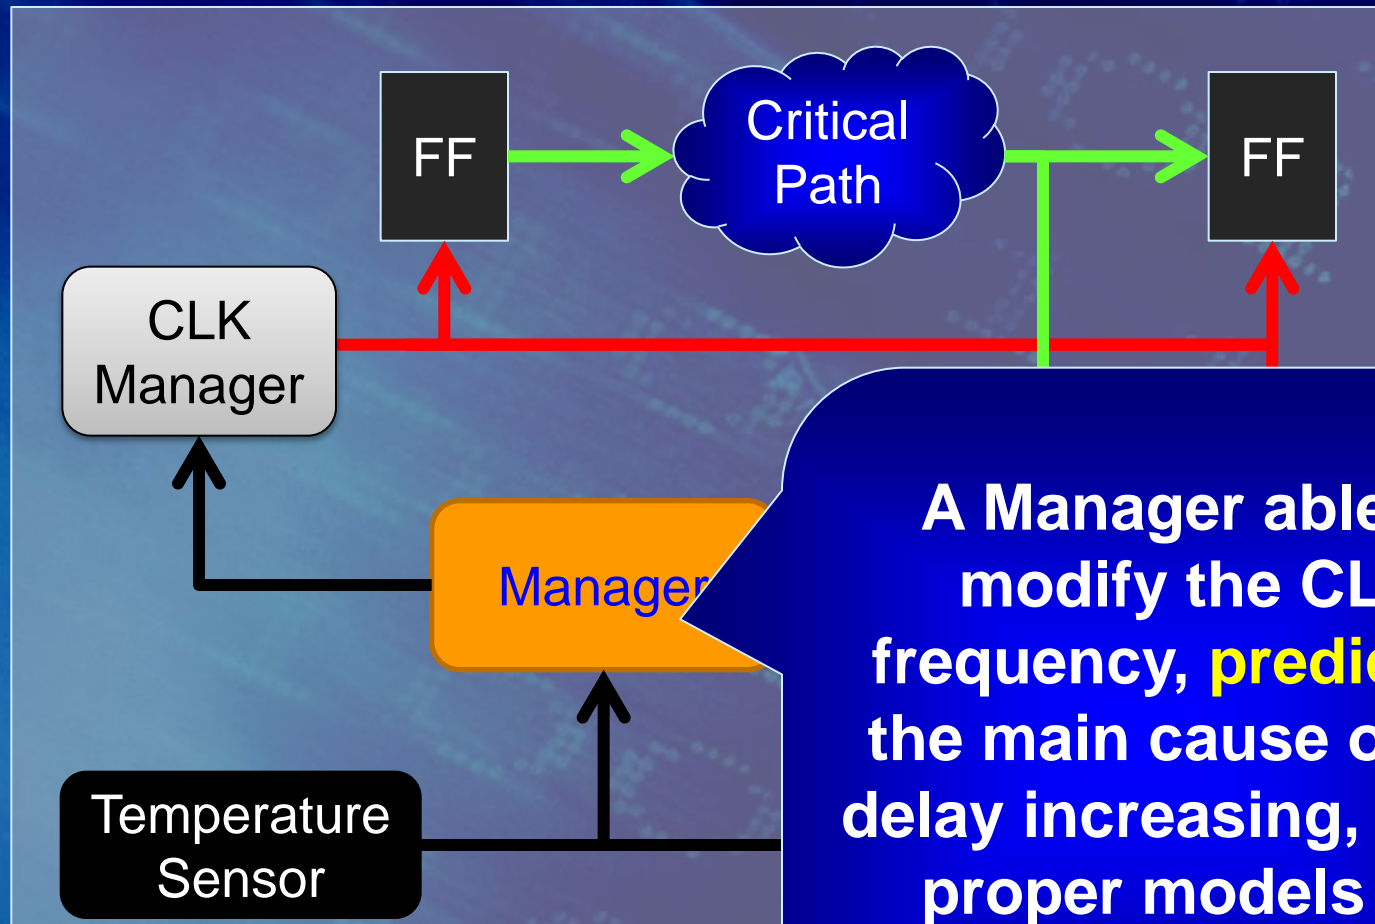 FF
Critical
Path
FF
CLK
Manager
Manager
A Manager able
modify the CL
frequency, predic
the main cause o
delay increasing,
proper models
Temperature
Sensor